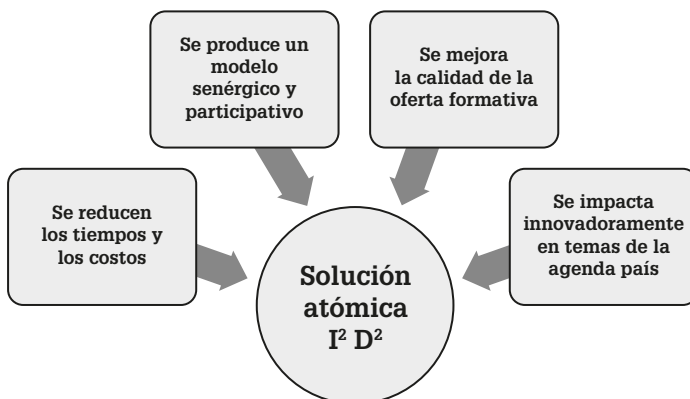 Se produce un
modelo
senérgico y
participativo
Se mejora
la calidad de la
oferta formativa
Se reducen
los tiempos y
los costos
Se impacta
innovadoramente
en temas de la
agenda país
Solución
atómica
I² D²